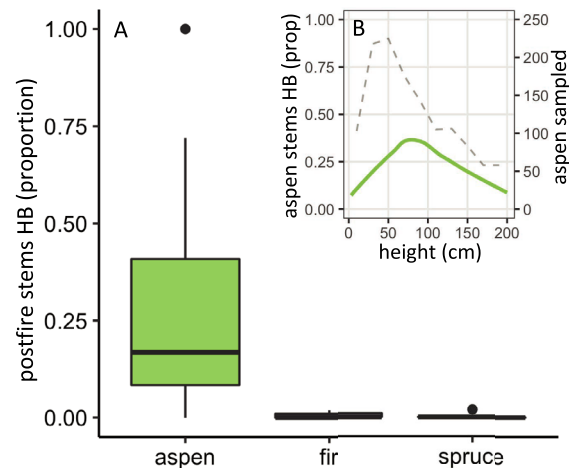 A
postfire stems HB (proportion)
1.00
0.75
0.50
0.25
0.00
aspen
fir
spruce
B
aspen stems HB (prop)
1.00
0.75
0.50
0.25
0.00
250
200
150
100
50
0
aspen sampled
0
50
100
150
200
height (cm)